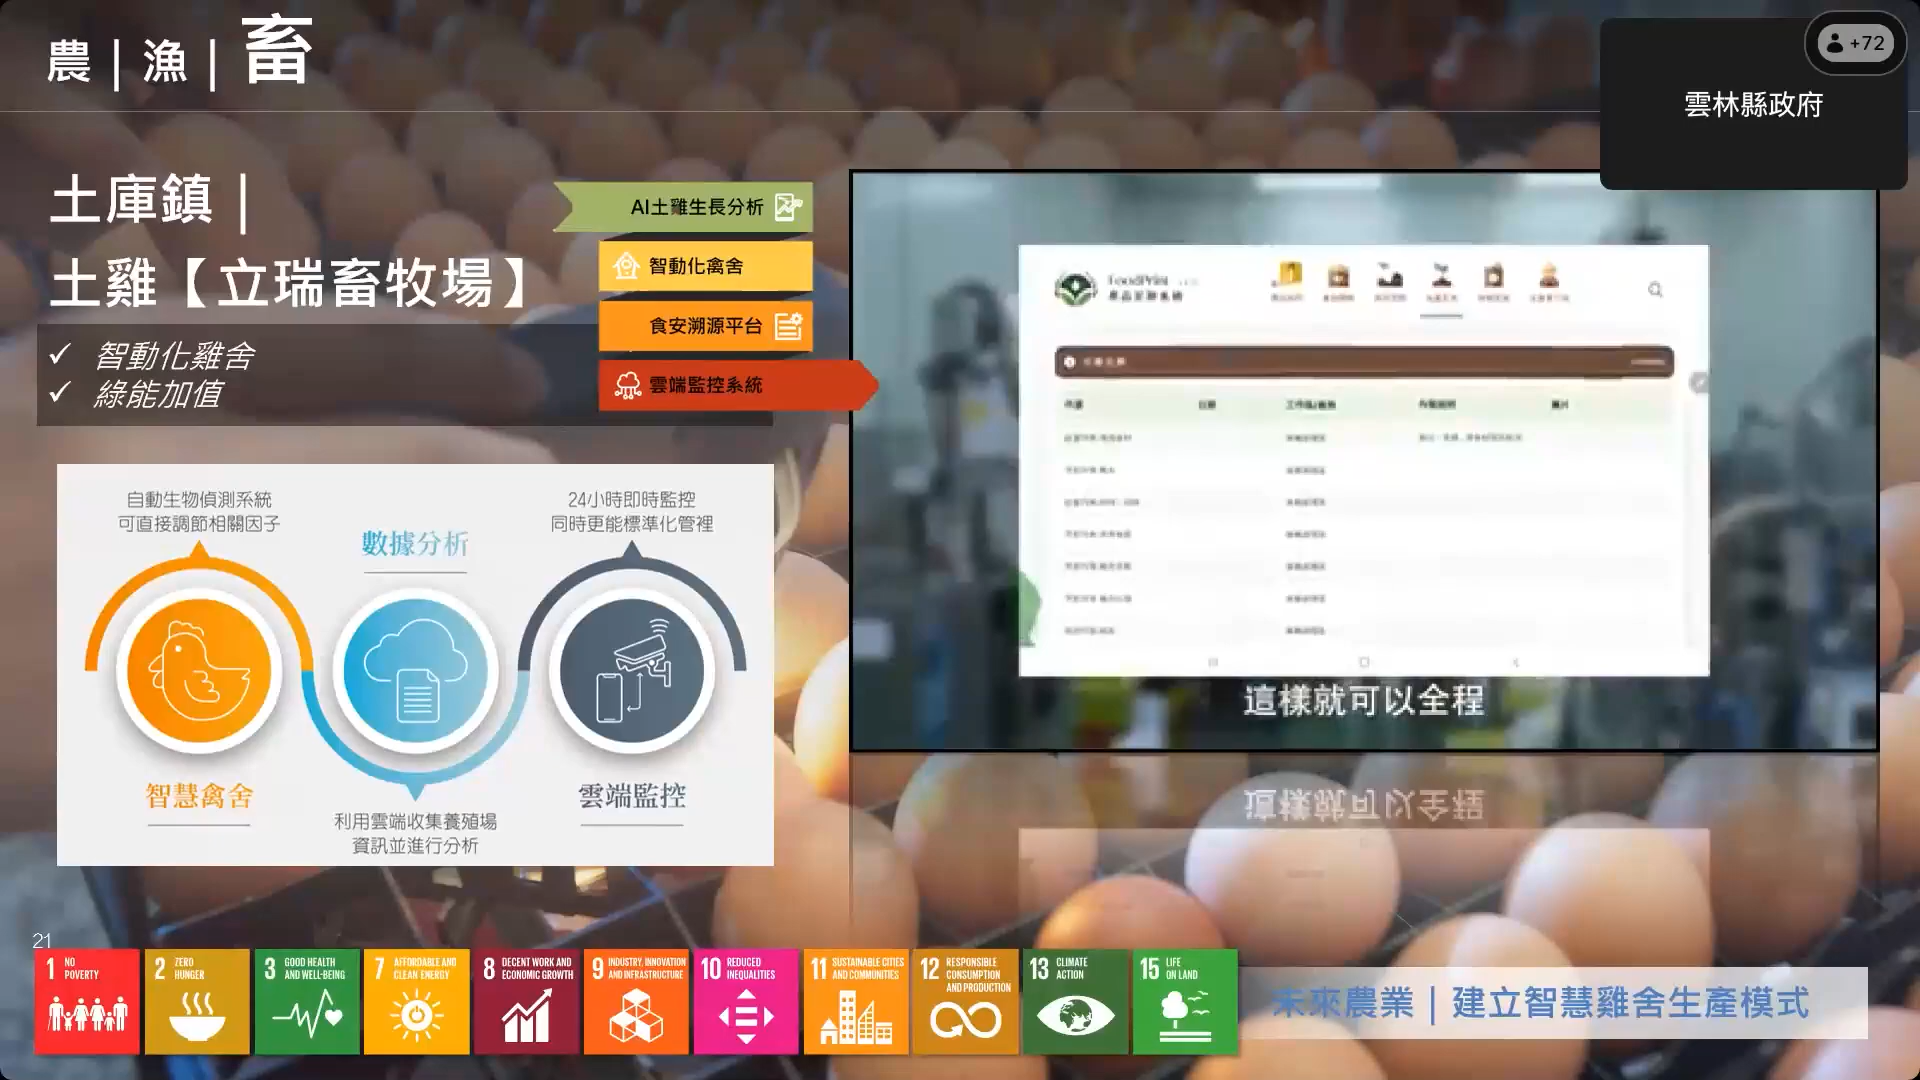 農 | 漁 | 畜
+72
雲林縣政府
土庫鎮 |
土雞【立瑞畜牧場】
✓ 智動化雞舍
✓ 綠能加值
AI土雞生長分析
智動化禽舍
食安溯源平台
雲端監控系統
自動生物偵測系統
可直接調節相關因子
數據分析
24小時即時監控
同時更能標準化管裡
智慧禽舍
利用雲端收集養殖場
資訊並進行分析
雲端監控
FoodPrint
這樣就可以全程
21
1 NO
POVERTY
2 ZERO
HUNGER
3 GOOD HEALTH
AND WELL-BEING
7 AFFORDABLE AND
CLEAN ENERGY
8 DECENT WORK AND
ECONOMIC GROWTH
9 INDUSTRY, INNOVATION
AND INFRASTRUCTURE
10 REDUCED
INEQUALITIES
11 SUSTAINABLE CITIES
AND COMMUNITIES
12 RESPONSIBLE
CONSUMPTION
AND PRODUCTION
13 CLIMATE
ACTION
15 LIFE
ON LAND
未來農業 | 建立智慧雞舍生產模式